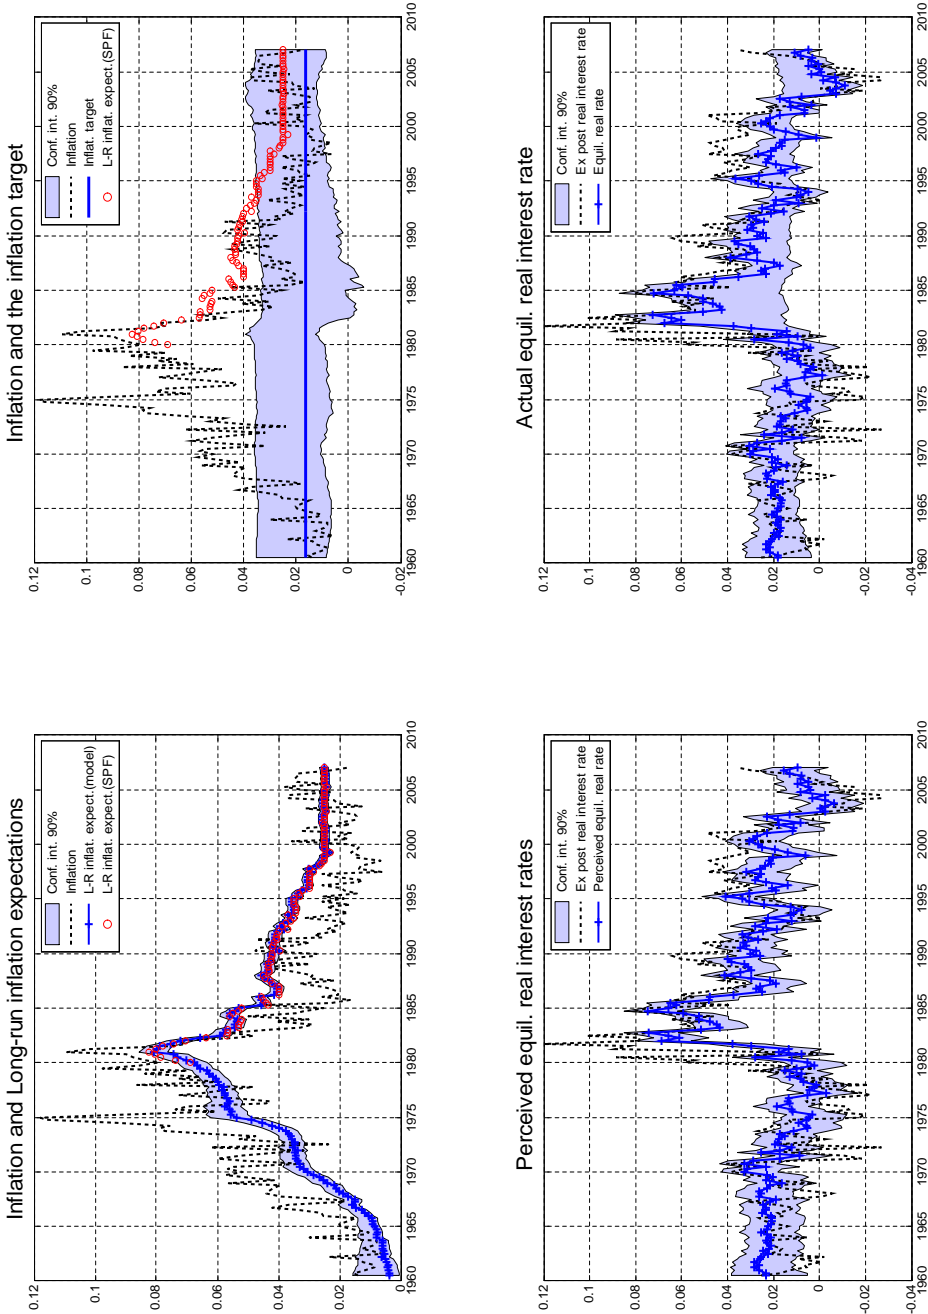 Inflation and Long-run inflation expectations
0.12
Conf. int. 90%
Inflation
L-R inflat. expect.(model)
L-R inflat. expect.(SPF)
0.1
0.08
0.06
0.04
0.02
0
1960 1965 1970 1975 1980 1985 1990 1995 2000 2005 2010
Inflation and the inflation target
0.12
Conf. int. 90%
Inflation
Inflat. target
L-R inflat. expect.(SPF)
0.1
0.08
0.06
0.04
0.02
0
-0.02
1960 1965 1970 1975 1980 1985 1990 1995 2000 2005 2010
Perceived equil. real interest rates
0.12
Conf. int. 90%
Ex post real interest rate
Perceived equil. real rate
0.1
0.08
0.06
0.04
0.02
0
-0.02
-0.04
1960 1965 1970 1975 1980 1985 1990 1995 2000 2005 2010
Actual equil. real interest rate
0.12
Conf. int. 90%
Ex post real interest rate
Equil. real rate
0.1
0.08
0.06
0.04
0.02
0
-0.02
-0.04
1960 1965 1970 1975 1980 1985 1990 1995 2000 2005 2010